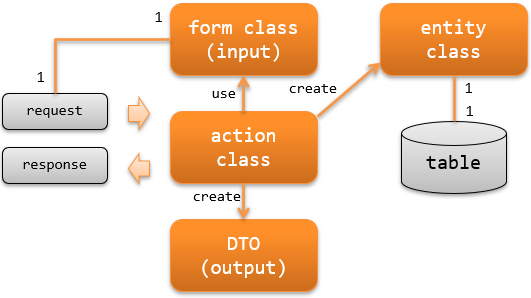 1
form class
(input)
entity
class
1
use
create
1
request
action
class
1
response
table
create
DTO
(output)